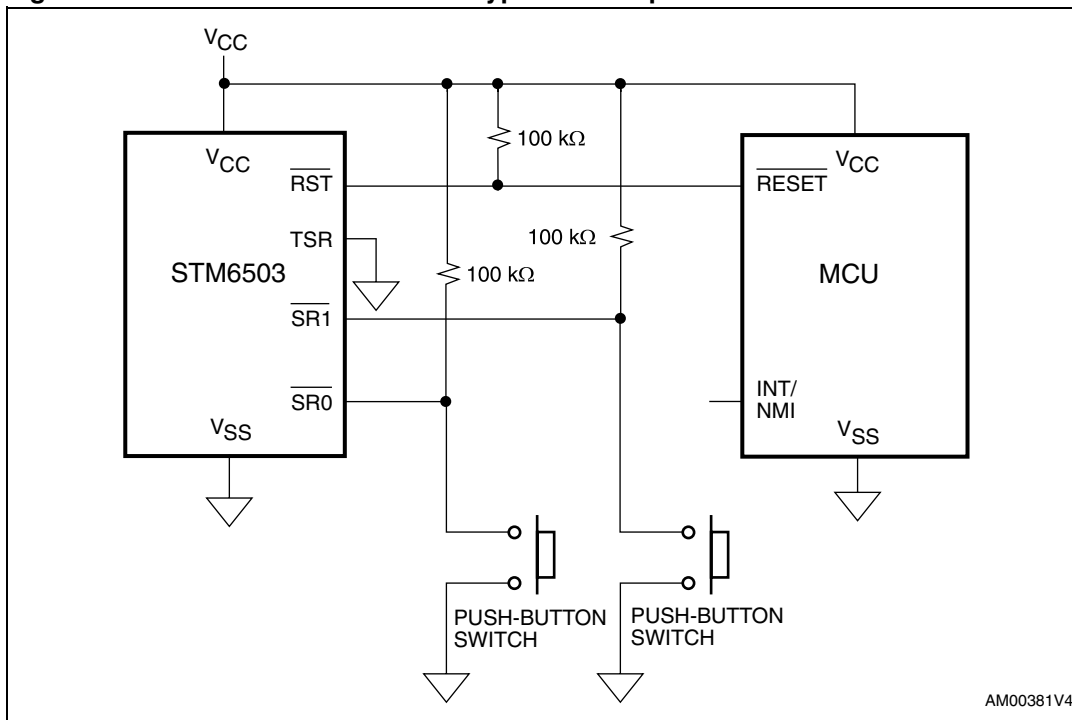 VCC
VCC
RST
TSR
STM6503
SR1
SR0
VSS
100 kΩ
100 kΩ
100 kΩ
VCC
RESET
MCU
INT/
NMI
VSS
PUSH-BUTTON
SWITCH
PUSH-BUTTON
SWITCH
AM00381V4